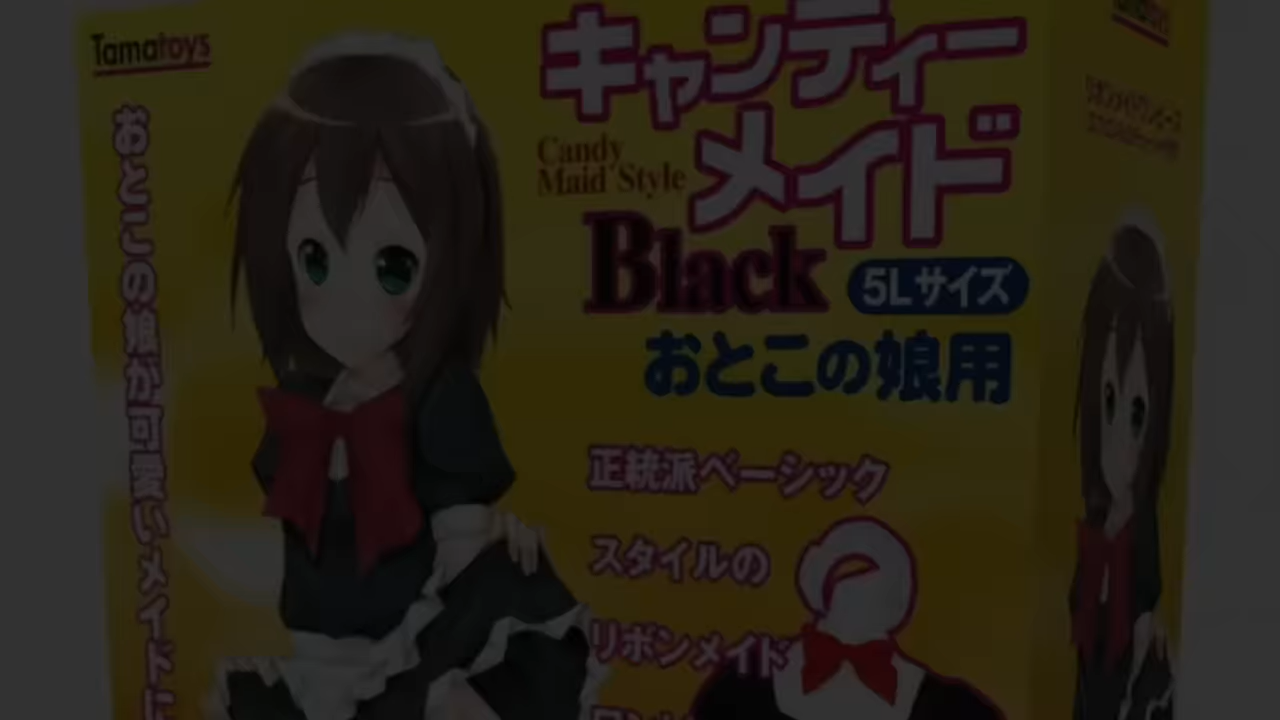 Tamatoys
おとこの娘が可愛いメイドに
キャンディー
メイド
Candy
Maid Style
Black
5Lサイズ
おとこの娘用
正統派ベーシック
スタイルの
リボンメイド